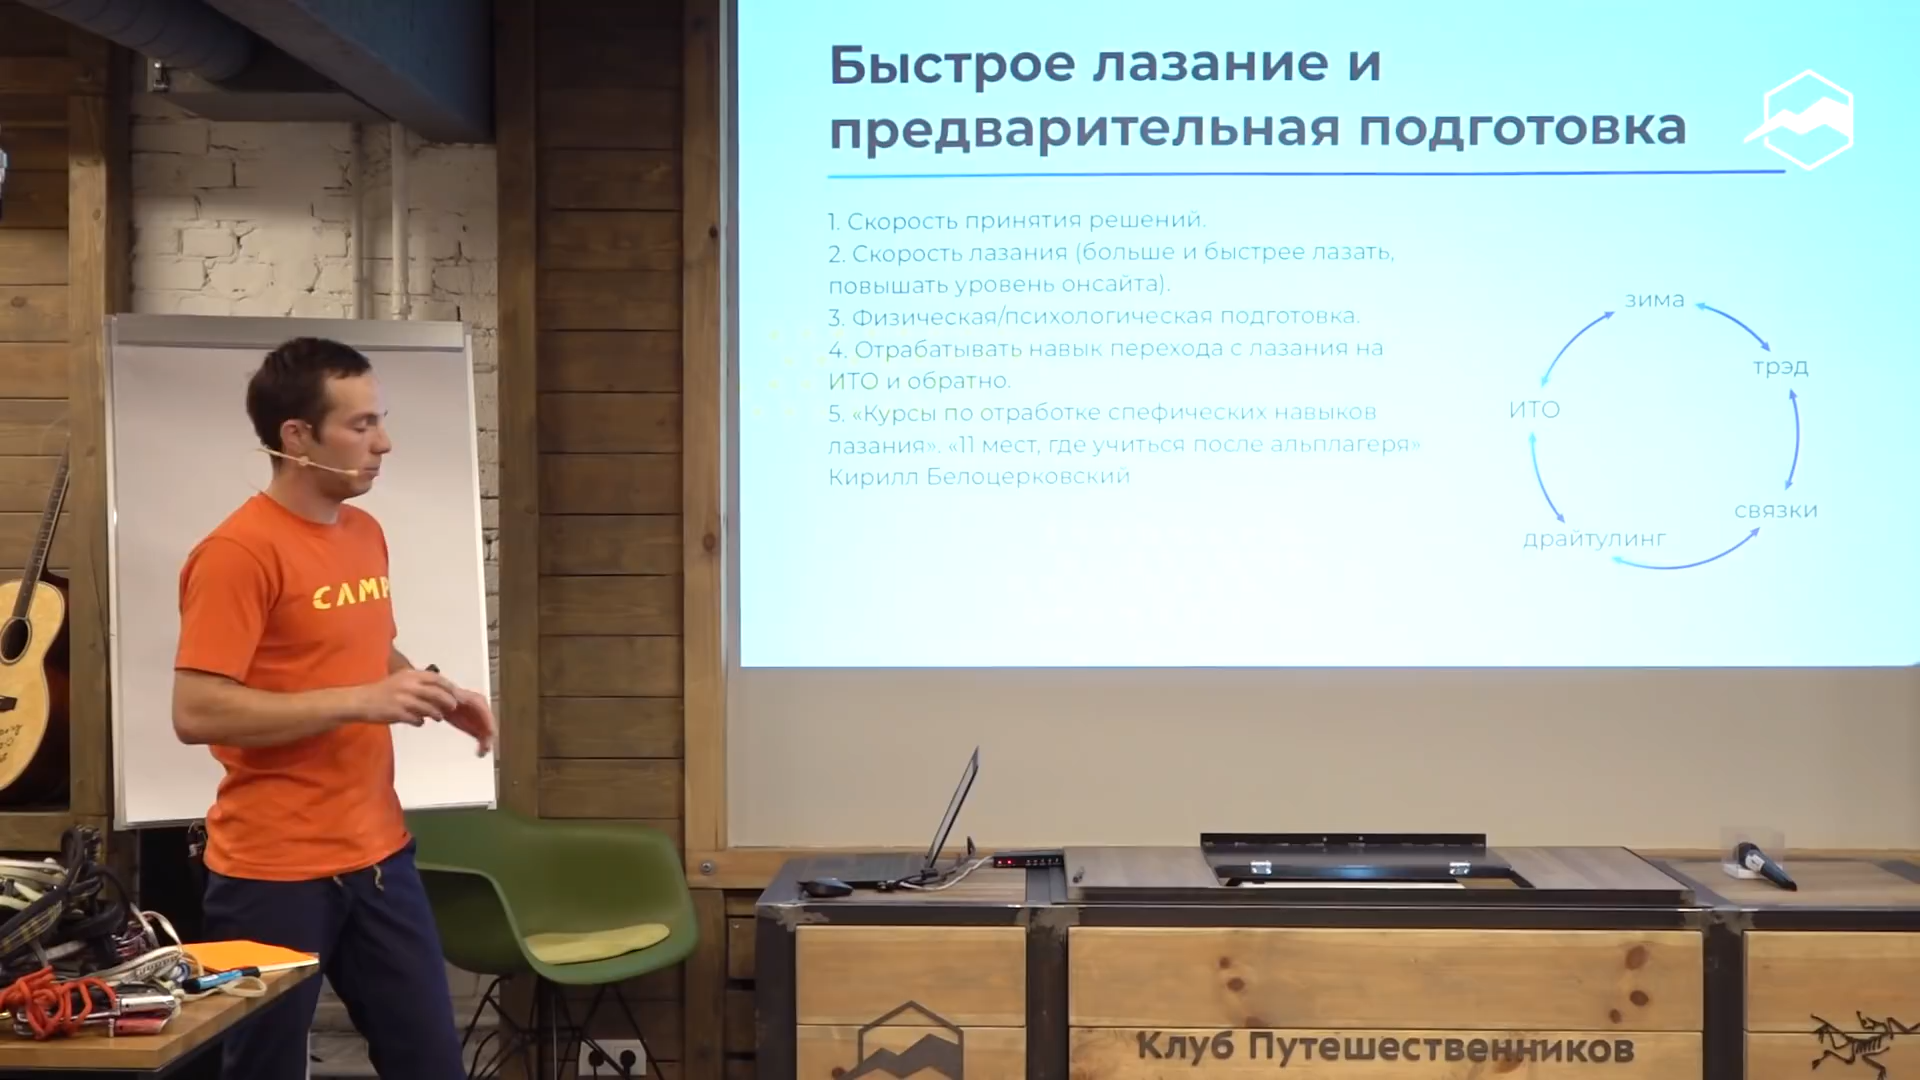 Быстрое лазание и
предварительная подготовка
1. Скорость принятия решений.
2. Скорость лазания (больше и быстрее лазать,
повышать уровень онсайта).
3. Физическая/психологическая подготовка.
4. Отрабатывать навык перехода с лазания на
ИТО и обратно.
5. «Курсы по отработке спефических навыков
лазания». «11 мест, где учиться после альплагеря»
Кирилл Белоцерковский
зима
трэд
ИТО
связки
драйтулинг
CAMP
Клуб Путешественников